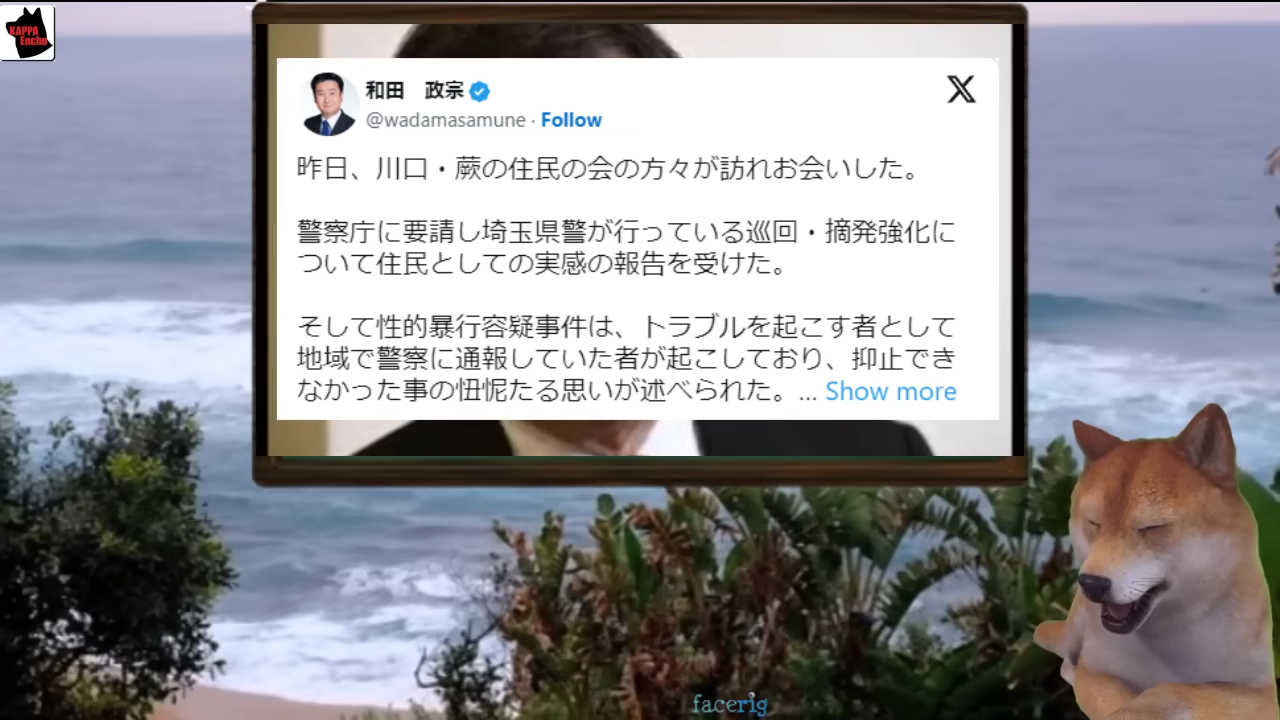 KAPPA
Encho
和田　政宗
@wadamasamune · Follow
昨日、川口・蕨の住民の会の方々が訪れお会いした。
警察庁に要請し埼玉県警が行っている巡回・摘発強化に
ついて住民としての実感の報告を受けた。
そして性的暴行容疑事件は、トラブルを起こす者として
地域で警察に通報していた者が起こしており、抑止でき
なかった事の忸怩たる思いが述べられた。... Show more
facerig